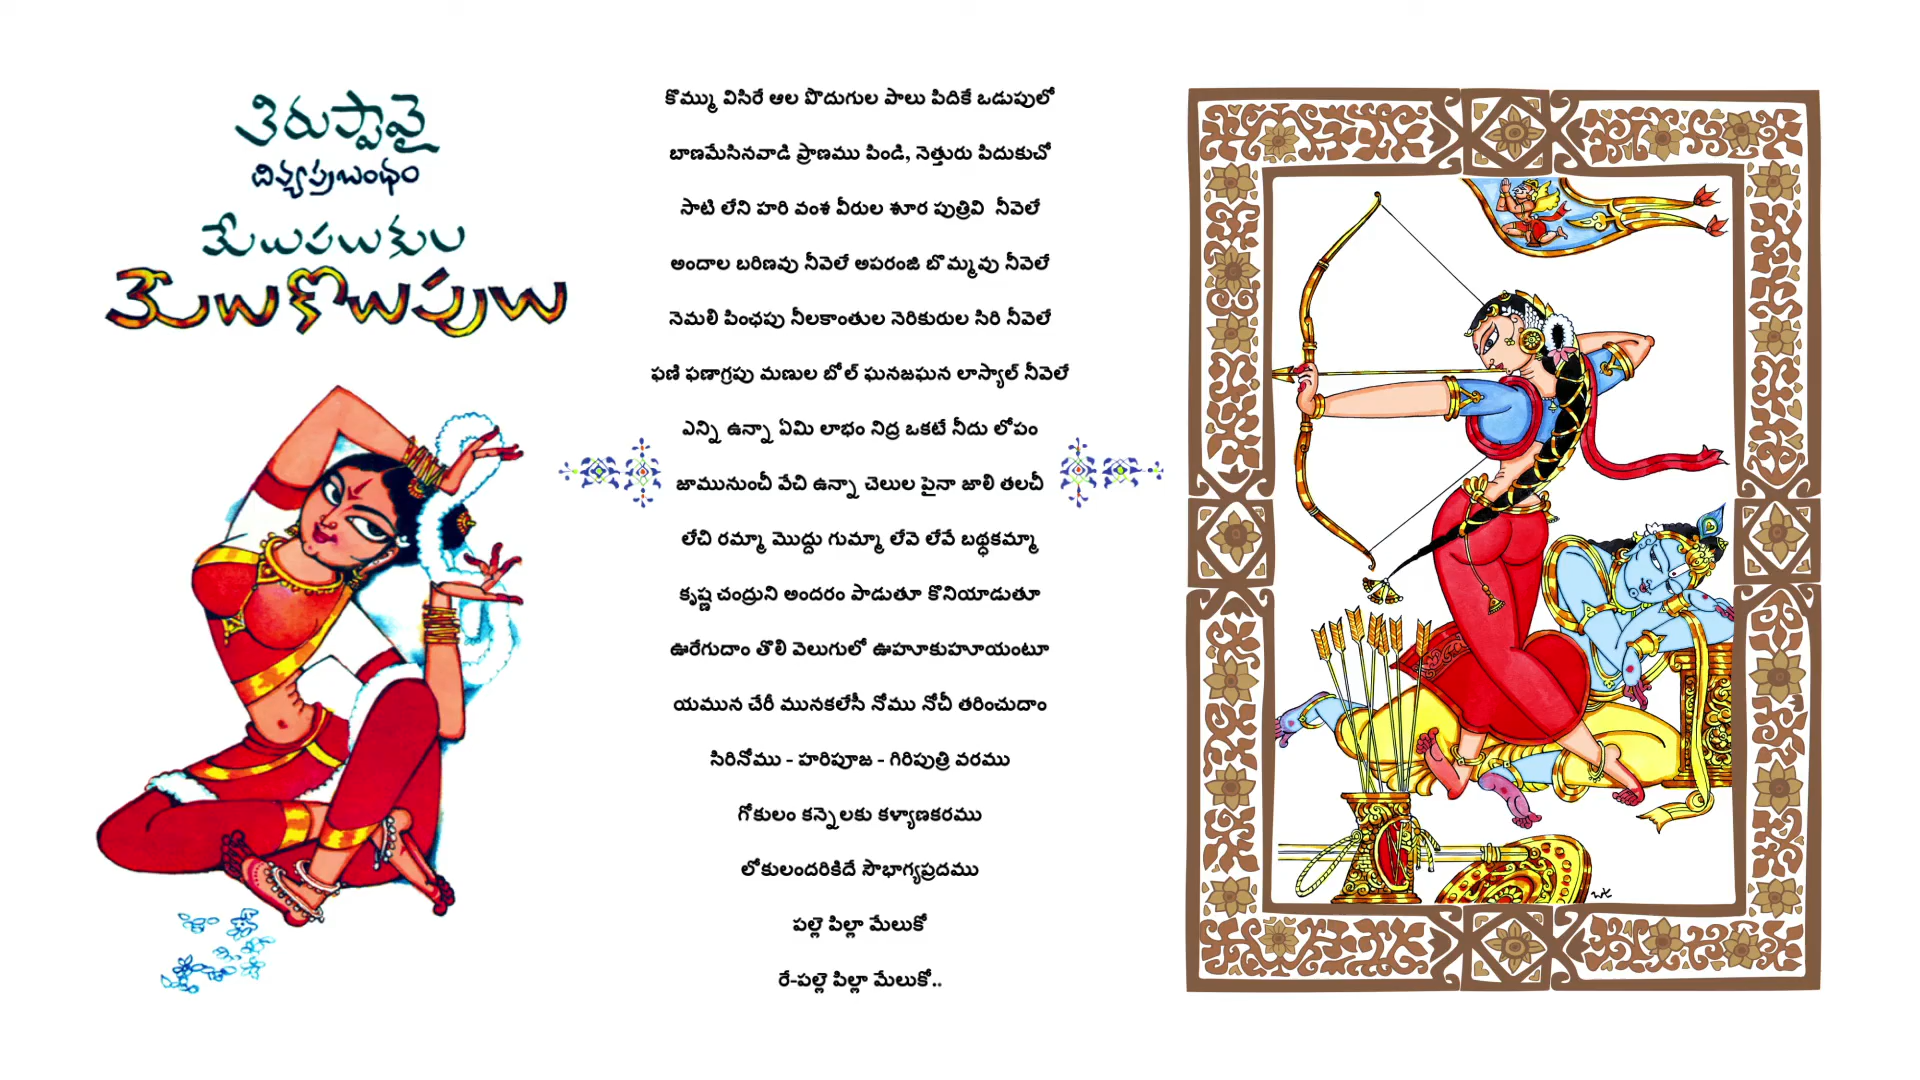 తిరుప్పావై
దివ్యప్రబంధం
మేలుపలుకుల
మేలుకొలుపులు
కొమ్ము విసిరే ఆల పొదుగుల పాలు పిదికే ఒడుపులో
బాణమేసినవాడి ప్రాణము పిండి, నెత్తురు పిదుకుచో
సాటి లేని హరి వంశ వీరుల శూర పుత్రివి నీవెలే
అందాల బరిణవు నీవెలే అపరంజి బొమ్మవు నీవెలే
నెమలి పింఛపు నీలకాంతుల నెరికురుల సిరి నీవెలే
ఫణి ఫణాగ్రపు మణుల బోల్ ఘనజఘన లాస్యాల్ నీవెలే
ఎన్ని ఉన్నా ఏమి లాభం నిద్ర ఒకటే నీదు లోపం
జామునుంచీ వేచి ఉన్నా చెలుల పైనా జాలి తలచీ
లేచి రమ్మా మొద్దు గుమ్మా లేవె లేవే బద్ధకమ్మా
కృష్ణ చంద్రుని అందరం పాడుతూ కొనియాడుతూ
ఊరేగుదాం తొలి వెలుగులో ఊహూకుహూయంటూ
యమున చేరీ మునకలేసీ నోము నోచీ తరించుదాం
సిరినోము - హరిపూజ - గిరిపుత్రి వరము
గోకులం కన్నెలకు కళ్యాణకరము
లోకులందరికిదే సౌభాగ్యప్రదము
పల్లె పిల్లా మేలుకో
రే-పల్లె పిల్లా మేలుకో..